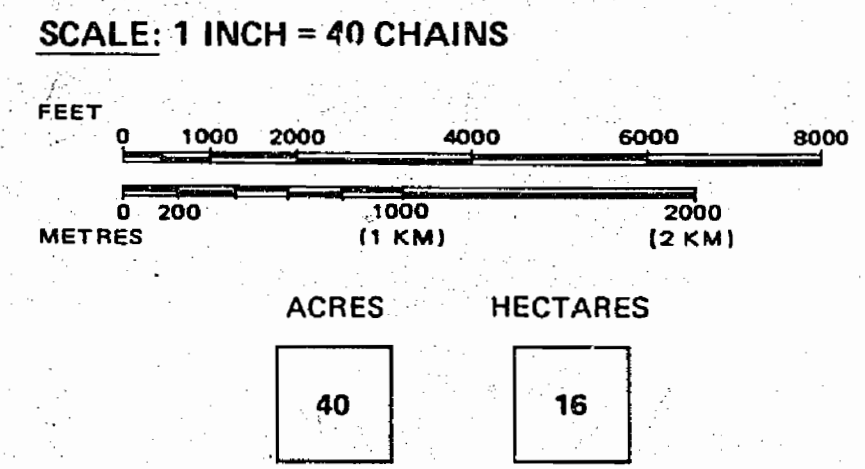 SCALE: 1 INCH = 40 CHAINS
FEET
0 1000 2000 4000 6000 8000
0 200 1000 2000
METRES (1 KM) (2 KM)
ACRES HECTARES
40 16